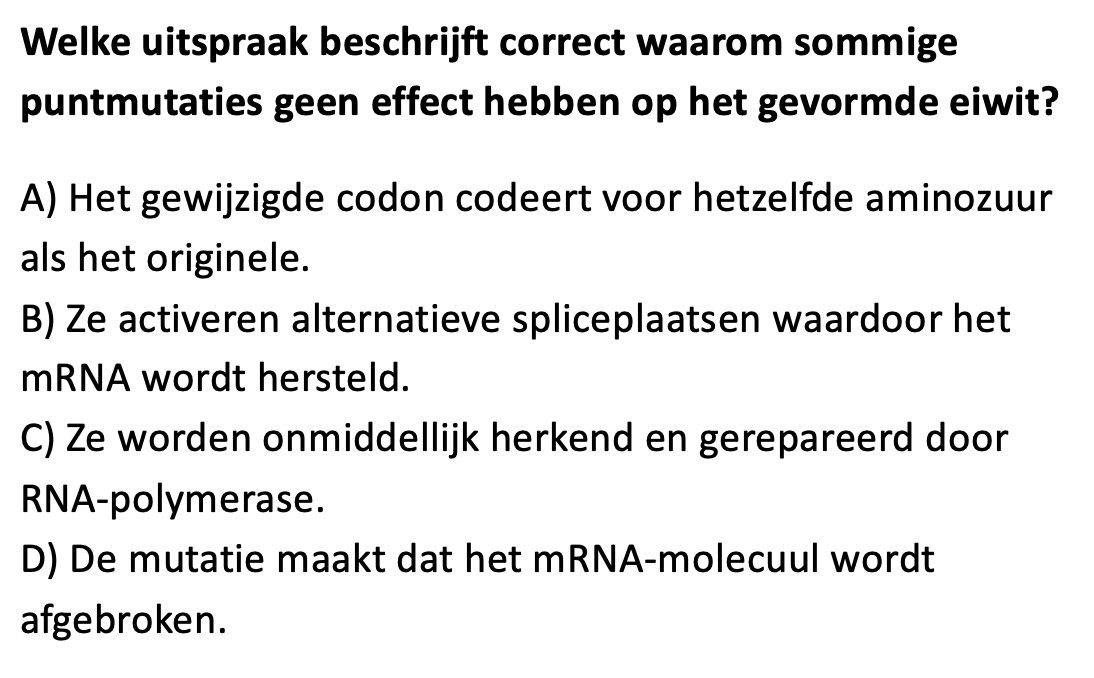 Welke uitspraak beschrijft correct waarom sommige
puntmutaties geen effect hebben op het gevormde eiwit?
A) Het gewijzigde codon codeert voor hetzelfde aminozuur
als het originele.
B) Ze activeren alternatieve spliceplaatsen waardoor het
mRNA wordt hersteld.
C) Ze worden onmiddellijk herkend en gerepareerd door
RNA-polymerase.
D) De mutatie maakt dat het mRNA-molecuul wordt
afgebroken.